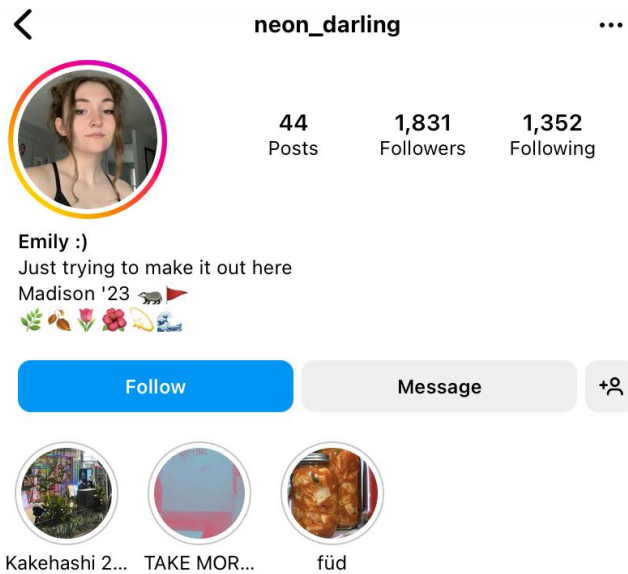 neon_darling
44 1,831 1,352
Posts Followers Following
Emily :)
Just trying to make it out here
Madison '23 🦡🚩
🌿🍂🌷🌺💫🌊
Follow Message
Kakehashi 2... TAKE MOR... füd